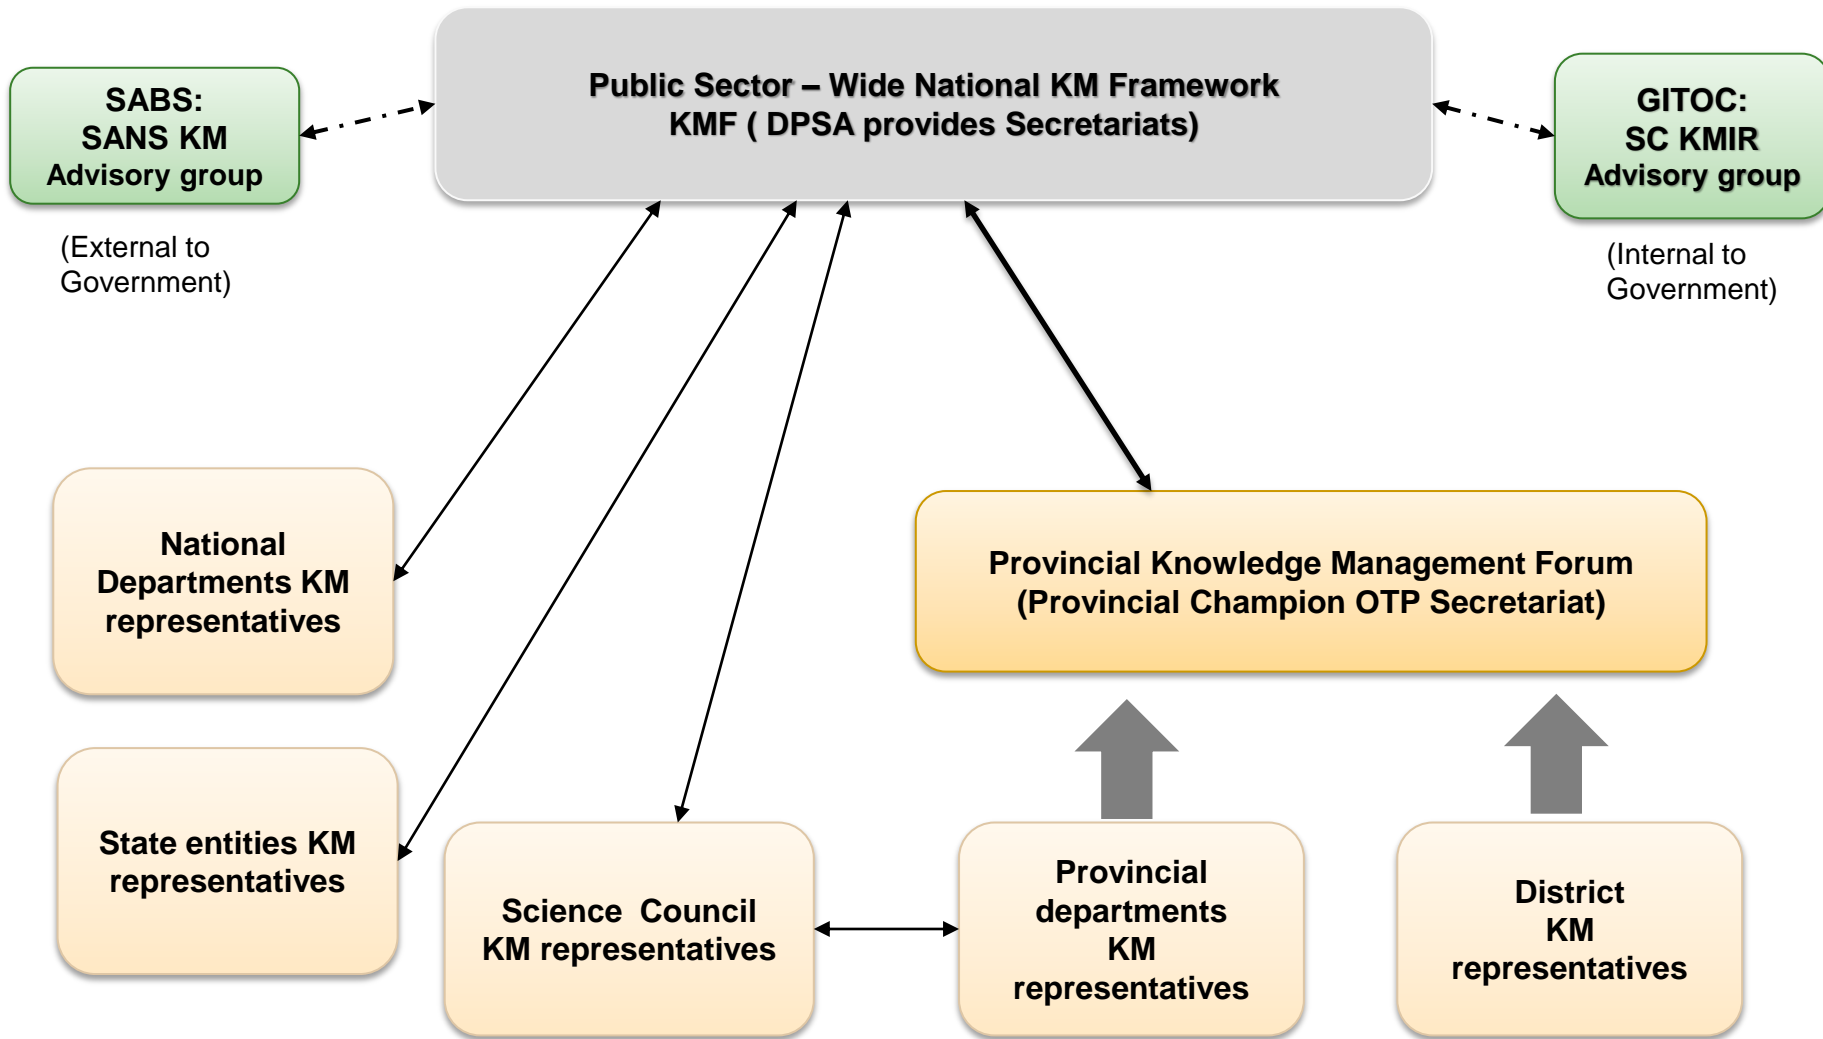 Public Sector – Wide National KM Framework
KMF ( DPSA provides Secretariats)
SABS:
SANS KM
Advisory group
(External to
Government)
GITOC:
SC KMIR
Advisory group
(Internal to
Government)
National
Departments KM
representatives
Provincial Knowledge Management Forum
(Provincial Champion OTP Secretariat)
State entities KM
representatives
Science  Council
KM representatives
Provincial
departments
KM
representatives
District
KM
representatives